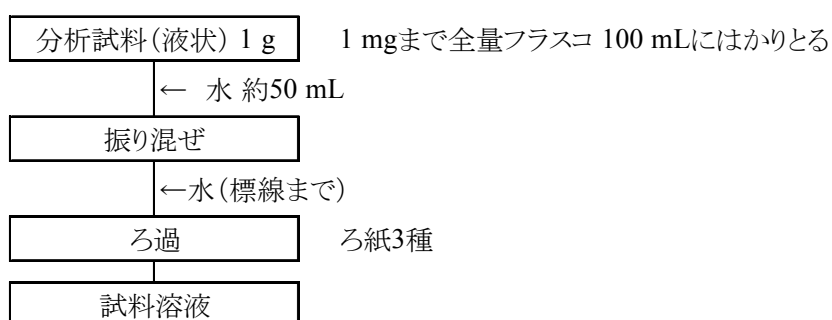 分析試料（液状） 1 g　1 mgまで全量フラスコ 100 mLにはかりとる
← 水 約50 mL
振り混ぜ
←水（標線まで）
ろ過　ろ紙3種
試料溶液